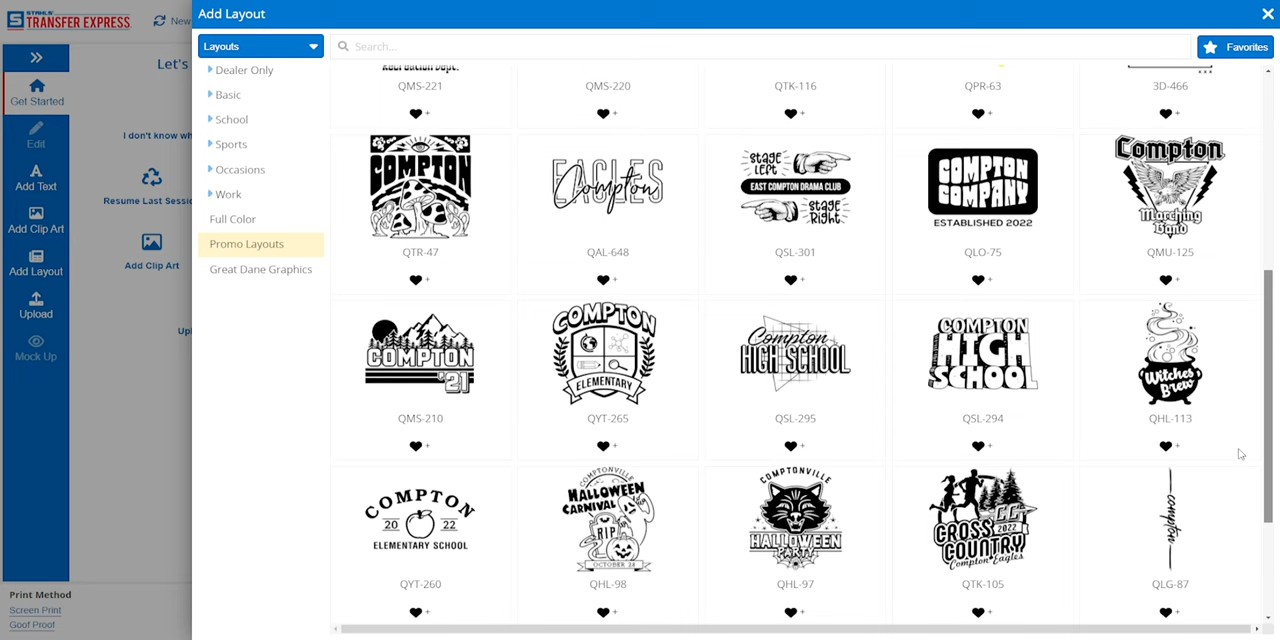 STAHLS'
TRANSFER EXPRESS
New
Add Layout
Layouts
Search...
Favorites
Get Started
Edit
Add Text
Add Clip Art
Add Layout
Upload
Mock Up
Let's
I don't know wh
Resume Last Sessio
Add Clip Art
Upl
Print Method
Screen Print
Goof Proof
Dealer Only
Basic
School
Sports
Occasions
Work
Full Color
Promo Layouts
Great Dane Graphics
Recreation Dept.
QMS-221
QMS-220
QTK-116
QPR-63
3D-466
COMPTON
QTR-47
EAGLES
Compton
QAL-648
STAGE LEFT
EAST COMPTON DRAMA CLUB
STAGE RIGHT
QSL-301
COMPTON
COMPANY
ESTABLISHED 2022
QLO-75
Compton
Marching
Band
QMU-125
COMPTON
'21
QMS-210
COMPTON
ELEMENTARY
QYT-265
Compton
HIGH SCHOOL
QSL-295
COMPTON
HIGH
SCHOOL
QSL-294
Witches
Brew
QHL-113
COMPTON
20 22
ELEMENTARY SCHOOL
QYT-260
COMPTONVILLE
HALLOWEEN
CARNIVAL
RIP
OCTOBER 28
QHL-98
COMPTONVILLE
HALLOWEEN
PARTY
QHL-97
CC
2022
CROSS
COUNTRY
Compton Eagles
QTK-105
compton
QLG-87